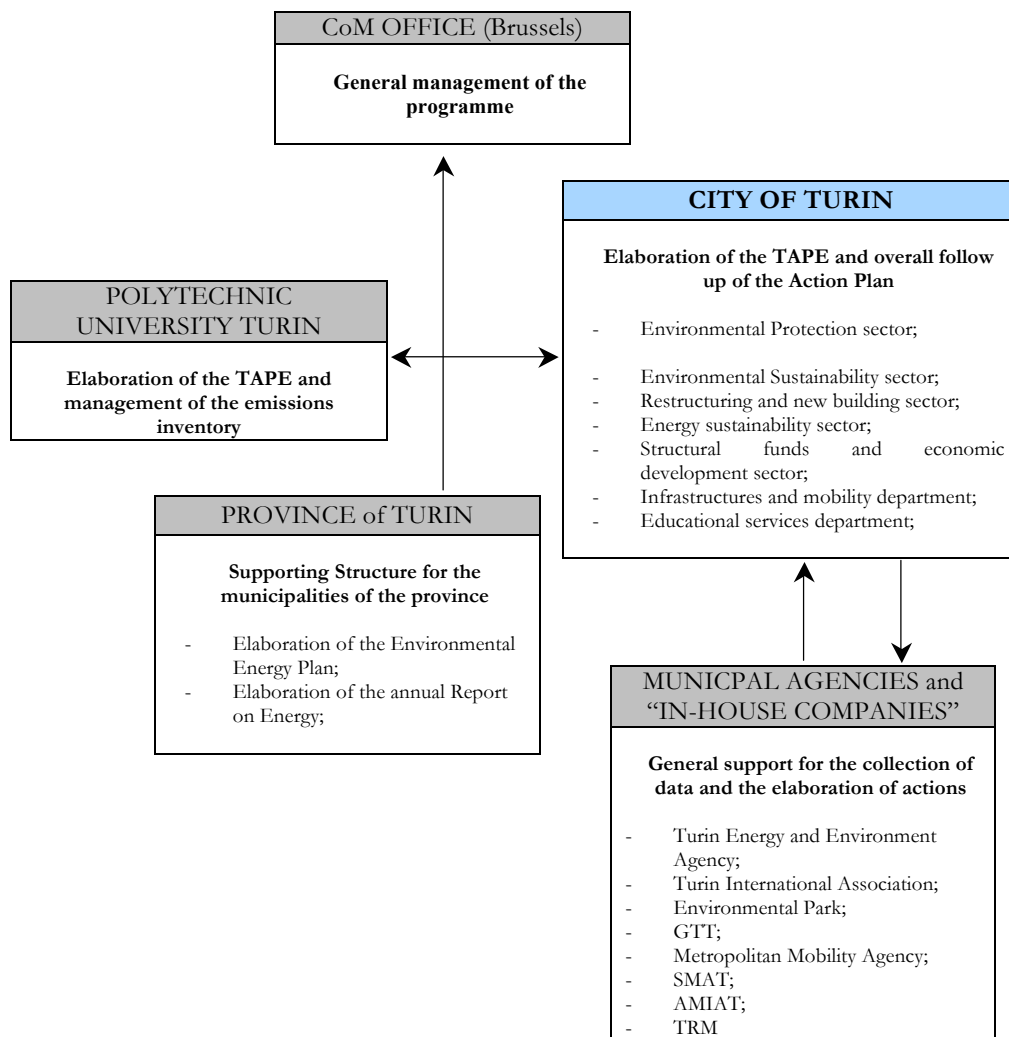 CoM OFFICE (Brussels)
General management of the
programme
CITY OF TURIN
Elaboration of the TAPE and overall follow
up of the Action Plan
- Environmental Protection sector;
- Environmental Sustainability sector;
- Restructuring and new building sector;
- Energy sustainability sector;
- Structural funds and economic
development sector;
- Infrastructures and mobility department;
- Educational services department;
POLYTECHNIC
UNIVERSITY TURIN
Elaboration of the TAPE and
management of the emissions
inventory
PROVINCE of TURIN
Supporting Structure for the
municipalities of the province
- Elaboration of the Environmental
Energy Plan;
- Elaboration of the annual Report
on Energy;
MUNICPAL AGENCIES and
“IN-HOUSE COMPANIES”
General support for the collection of
data and the elaboration of actions
- Turin Energy and Environment
Agency;
- Turin International Association;
- Environmental Park;
- GTT;
- Metropolitan Mobility Agency;
- SMAT;
- AMIAT;
- TRM